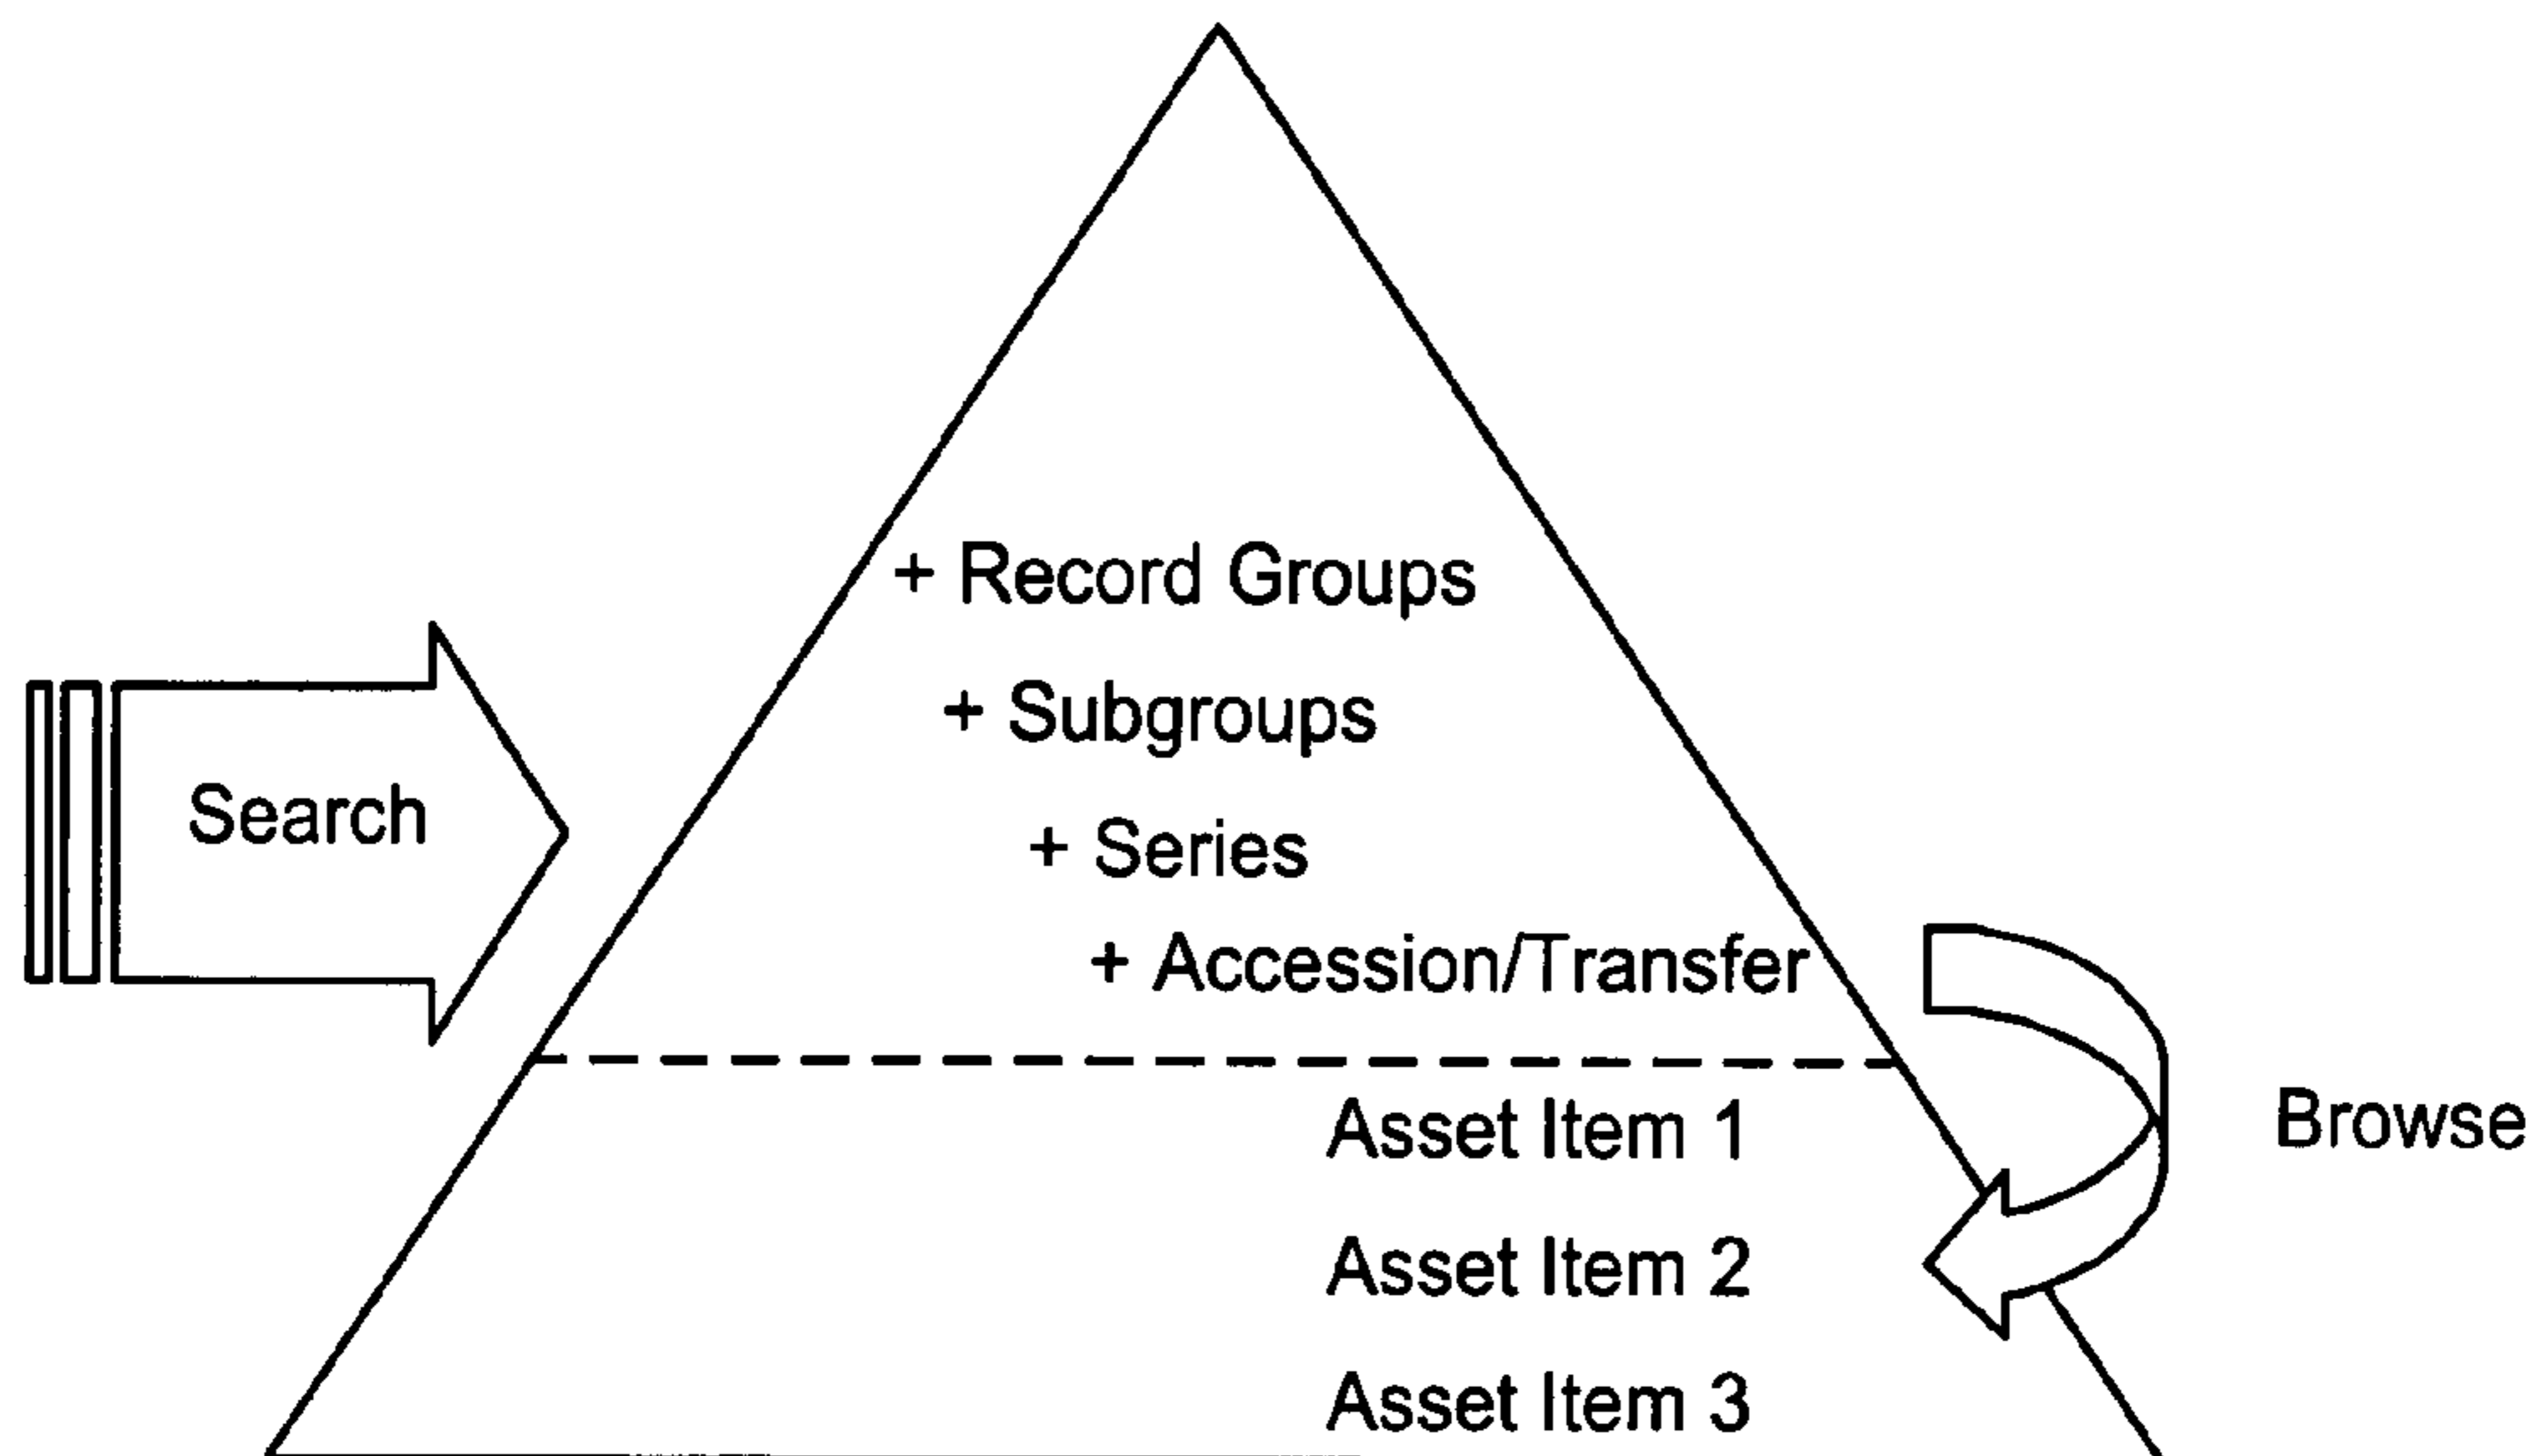 + Record Groups
+ Subgroups
Search
+ Series
+ Accession/Transfer
Asset Item 1
Browse
Asset Item 2
Asset Item 3